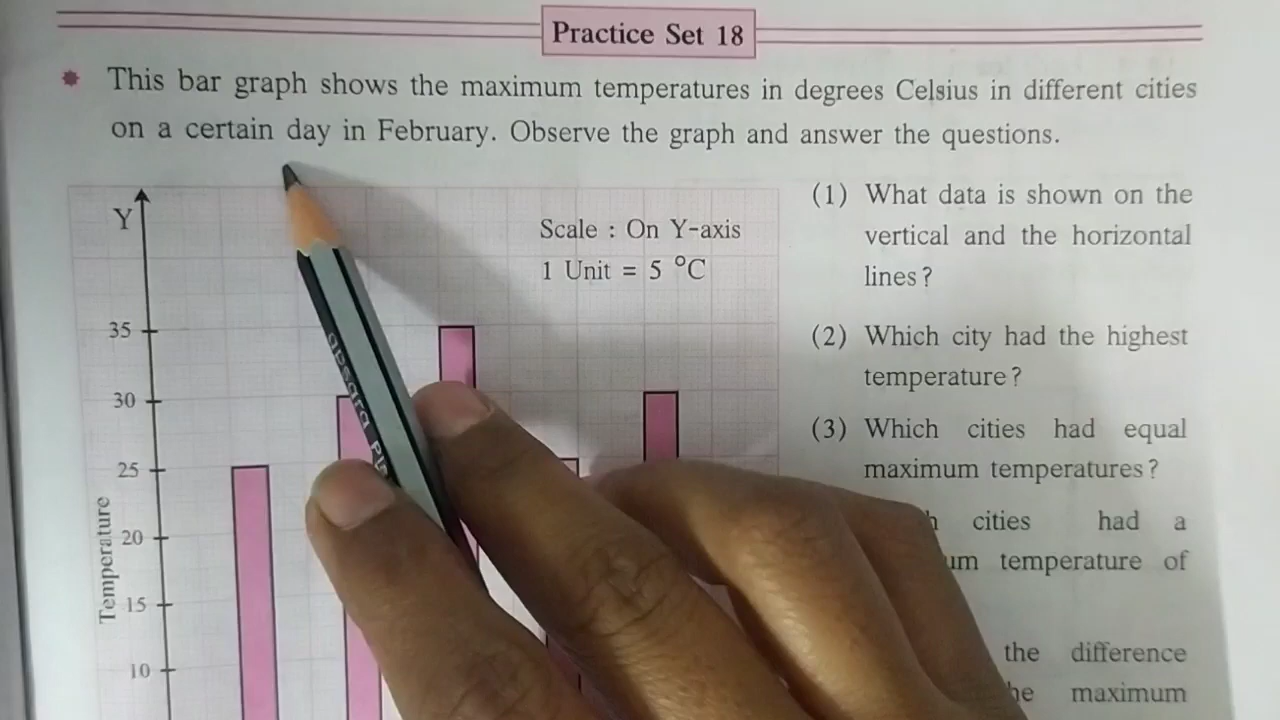 Practice Set 18
This bar graph shows the maximum temperatures in degrees Celsius in different cities
on a certain day in February. Observe the graph and answer the questions.
Y
Scale : On Y-axis
1 Unit = 5 °C
35
30
25
20
15
10
Temperature
apsara Pl
(1) What data is shown on the
vertical and the horizontal
lines?
(2) Which city had the highest
temperature?
(3) Which cities had equal
maximum temperatures?
cities had a
temperature of
the difference
maximum